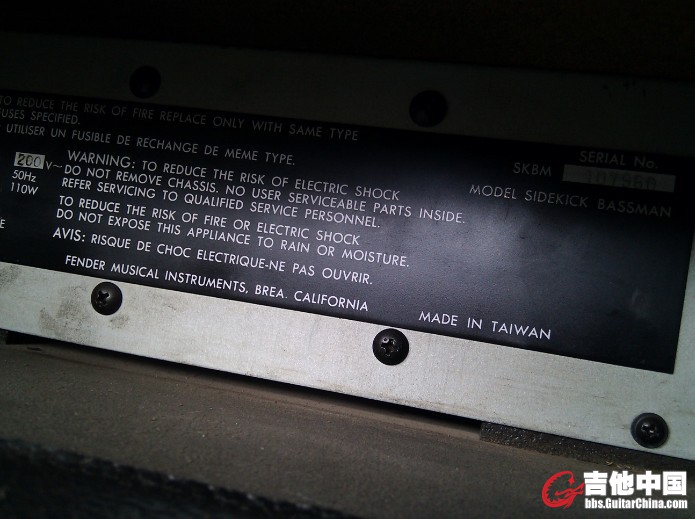 TO REDUCE THE RISK OF FIRE REPLACE ONLY WITH SAME TYPE
FUSES SPECIFIED.
UTILISER UN FUSIBLE DE RECHANGE DE MEME TYPE.
200 V~
50Hz
110W
WARNING: TO REDUCE THE RISK OF ELECTRIC SHOCK
DO NOT REMOVE CHASSIS. NO USER SERVICEABLE PARTS INSIDE.
REFER SERVICING TO QUALIFIED SERVICE PERSONNEL.
TO REDUCE THE RISK OF FIRE OR ELECTRIC SHOCK
DO NOT EXPOSE THIS APPLIANCE TO RAIN OR MOISTURE.
AVIS: RISQUE DE CHOC ELECTRIQUE-NE PAS OUVRIR.
FENDER MUSICAL INSTRUMENTS, BREA. CALIFORNIA
MADE IN TAIWAN
SERIAL No.
SKBM
MODEL SIDEKICK BASSMAN
吉他中国
bbs.GuitarChina.com